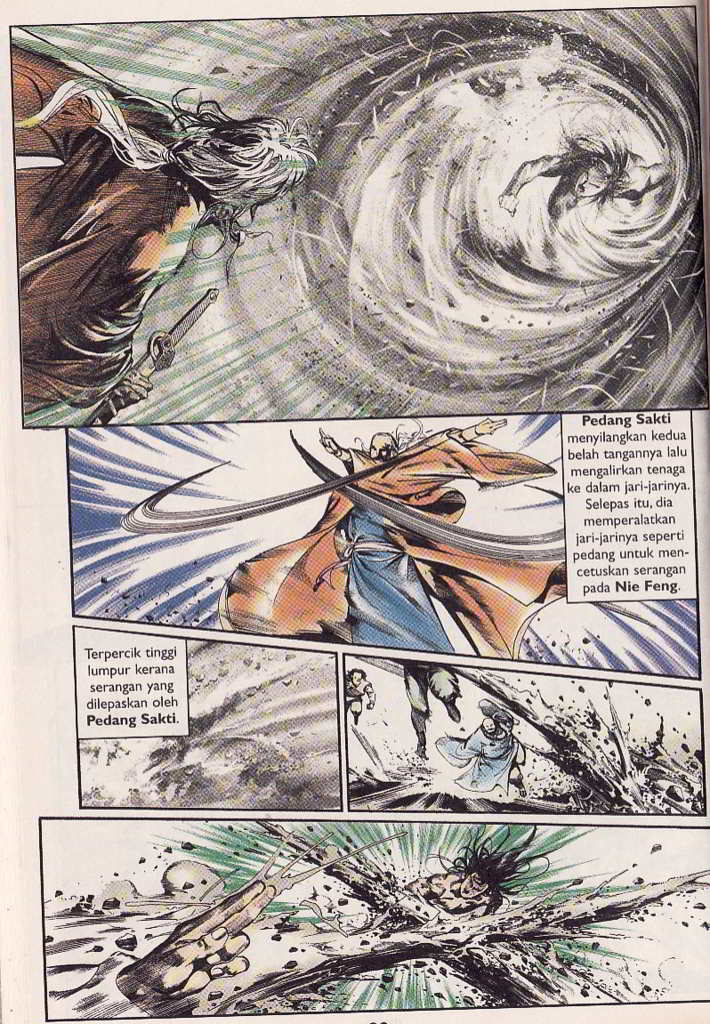 Pedang Sakti
menyilangkan kedua
belah tangannya lalu
mengalirkan tenaga
ke dalam jari-jarinya.
Selepas itu, dia
memperalatkan
jari-jarinya seperti
pedang untuk men-
cetuskan serangan
pada Nie Feng.
Terpercik tinggi
lumpur kerana
serangan yang
dilepaskan oleh
Pedang Sakti.